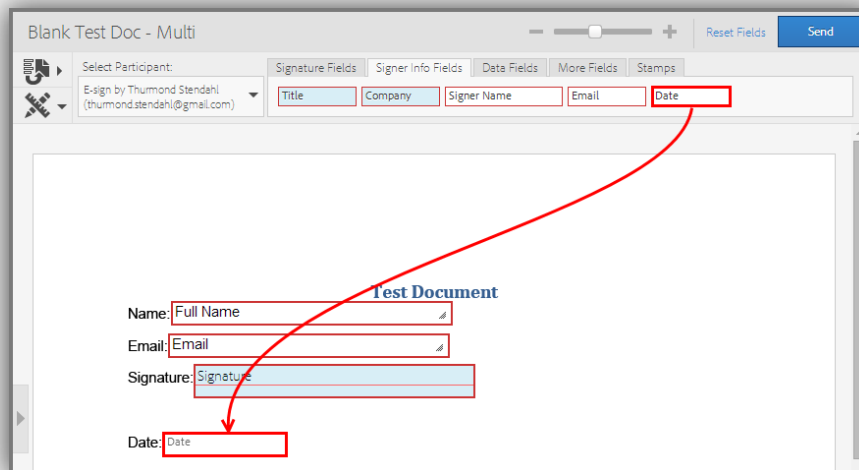 Blank Test Doc - Multi
Reset Fields
Send
Select Participant:
E-sign by Thurmond Stendahl
(thurmond.stendahl@gmail.com)
Signature Fields
Signer Info Fields
Data Fields
More Fields
Stamps
Title
Company
Signer Name
Email
Date
Test Document
Name: Full Name
Email: Email
Signature: Signature
Date: Date